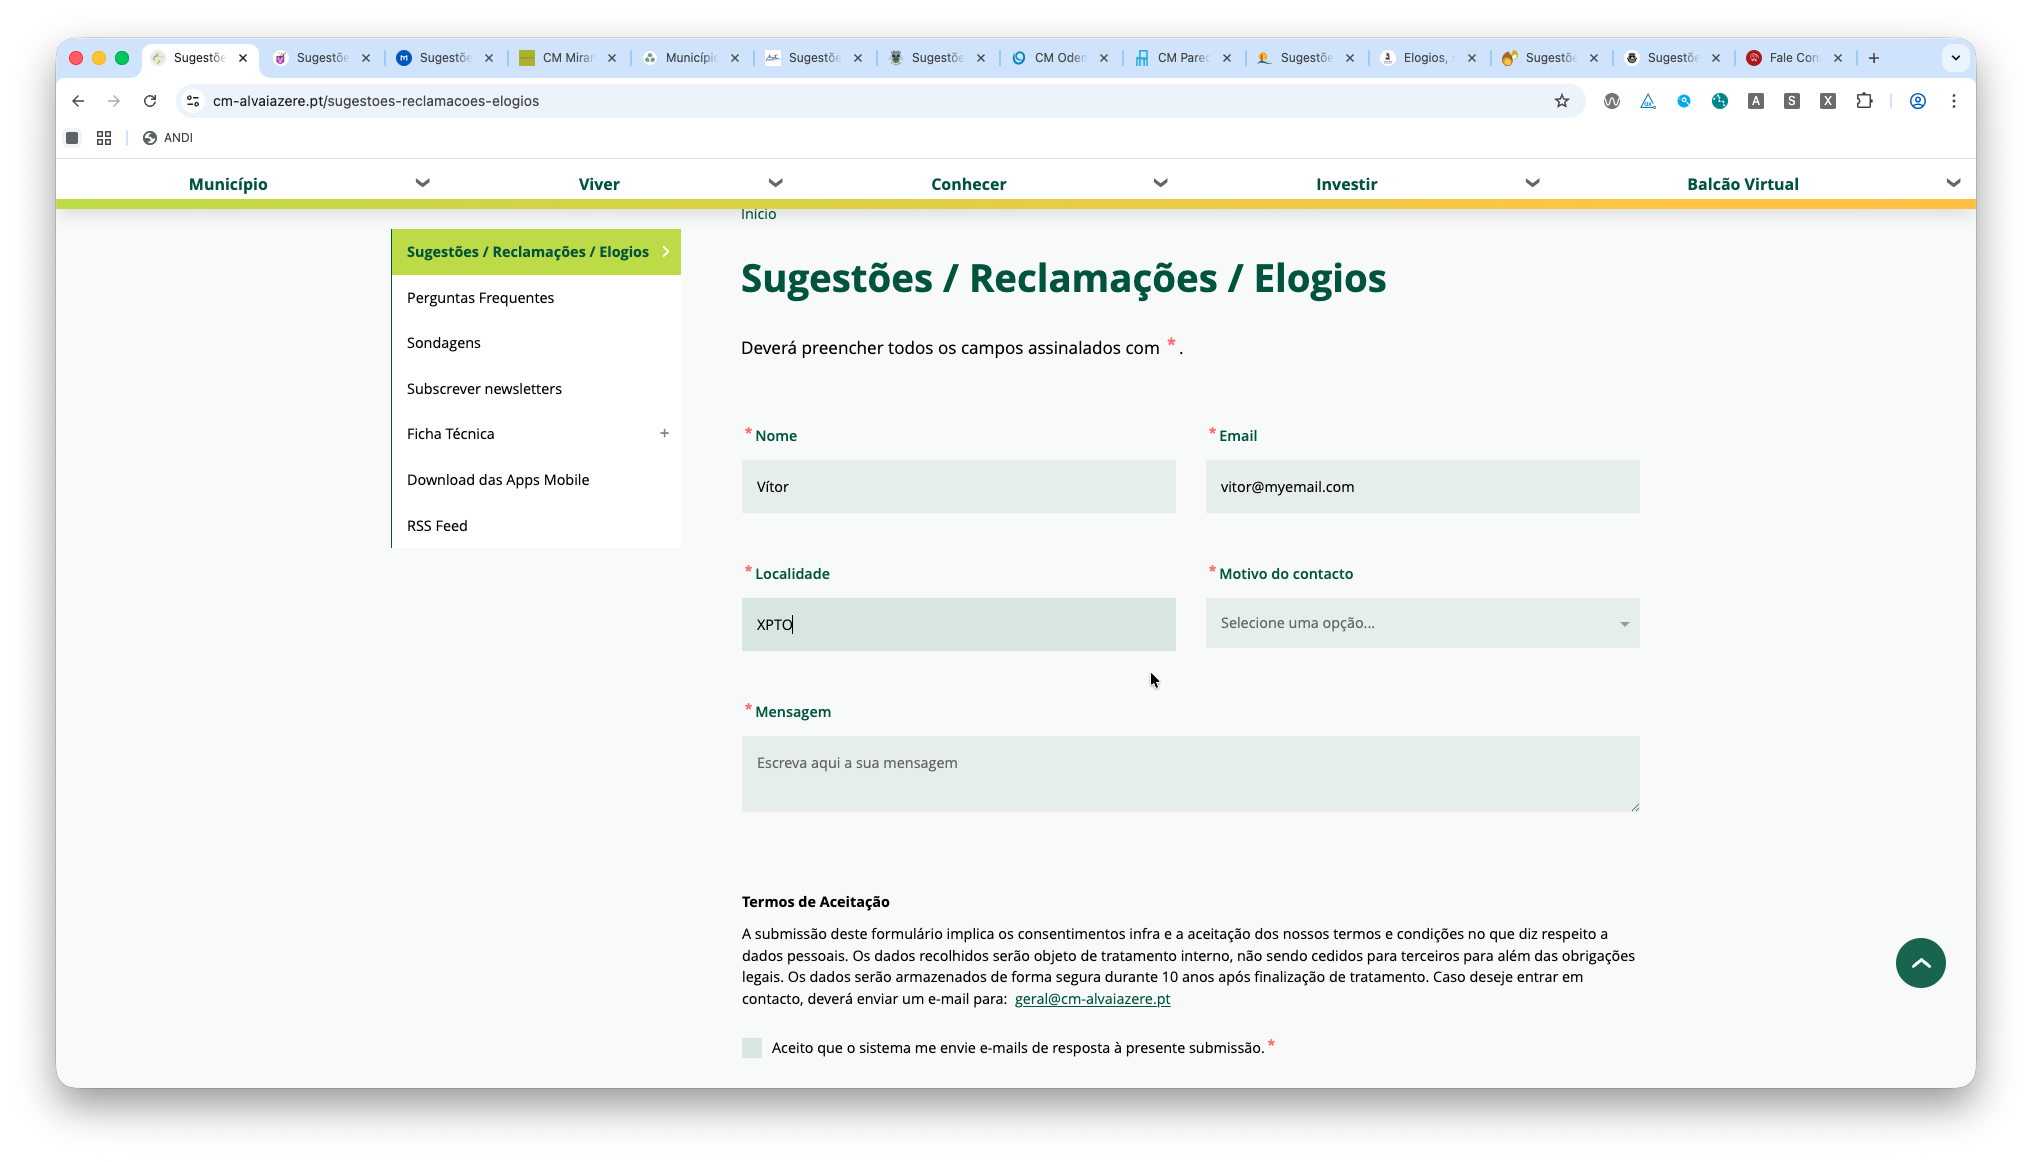 Sugestõe
Sugestõe
Sugestõe
CM Miran
Município
Sugestõe
Sugestõe
CM Odem
CM Pared
Sugestõe
Elogios, s
Sugestõe
Sugestõe
Fale Con
cm-alvaiazere.pt/sugestoes-reclamacoes-elogios
A
S
X
ANDI
Município
Viver
Conhecer
Investir
Balcão Virtual
Início
Sugestões / Reclamações / Elogios
Perguntas Frequentes
Sondagens
Subscrever newsletters
Ficha Técnica +
Download das Apps Mobile
RSS Feed
Sugestões / Reclamações / Elogios
Deverá preencher todos os campos assinalados com * .
* Nome
Vítor
* Email
vitor@myemail.com
* Localidade
XPTO
* Motivo do contacto
Selecione uma opção...
* Mensagem
Escreva aqui a sua mensagem
Termos de Aceitação
A submissão deste formulário implica os consentimentos infra e a aceitação dos nossos termos e condições no que diz respeito a
dados pessoais. Os dados recolhidos serão objeto de tratamento interno, não sendo cedidos para terceiros para além das obrigações
legais. Os dados serão armazenados de forma segura durante 10 anos após finalização de tratamento. Caso deseje entrar em
contacto, deverá enviar um e-mail para: geral@cm-alvaiazere.pt
Aceito que o sistema me envie e-mails de resposta à presente submissão. *